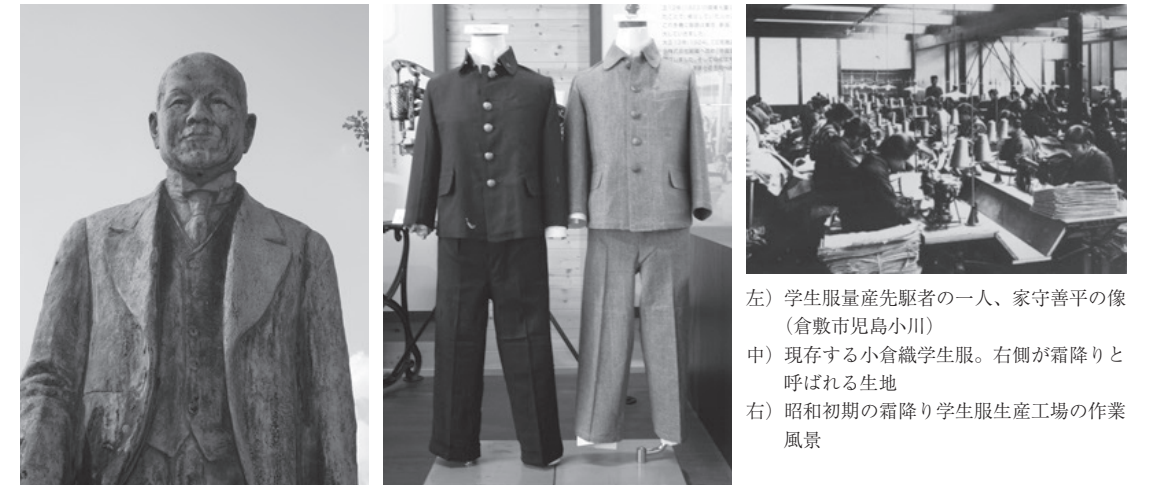 左）学生服量産先駆者の一人、家守善平の像
（倉敷市児島小川）
中）現存する小倉織学生服。右側が霜降りと
呼ばれる生地
右）昭和初期の霜降り学生服生産工場の作業
風景